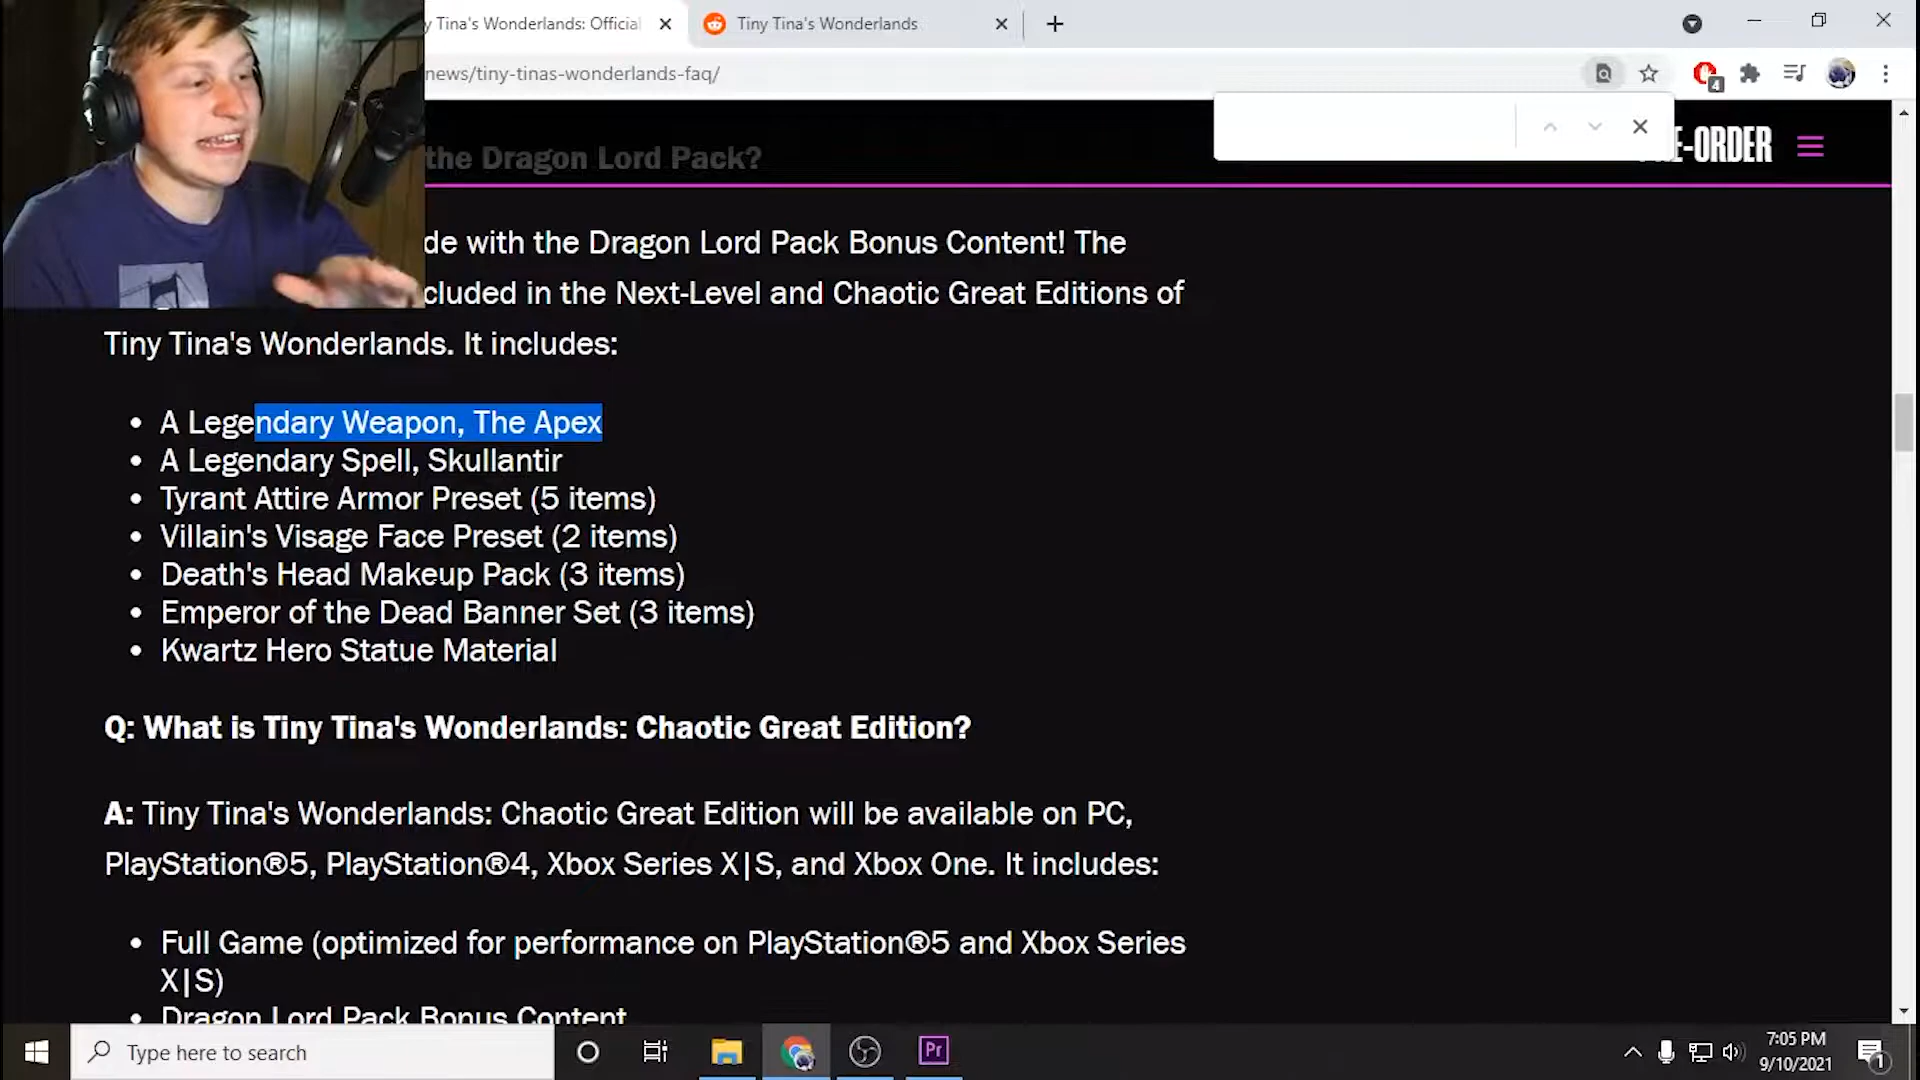 y Tina's Wonderlands: Official
Tiny Tina's Wonderlands
news/tiny-tinas-wonderlands-faq/
4
E-ORDER
the Dragon Lord Pack?
de with the Dragon Lord Pack Bonus Content! The
cluded in the Next-Level and Chaotic Great Editions of
Tiny Tina's Wonderlands. It includes:
• A Legendary Weapon, The Apex
• A Legendary Spell, Skullantir
• Tyrant Attire Armor Preset (5 items)
• Villain's Visage Face Preset (2 items)
• Death's Head Makeup Pack (3 items)
• Emperor of the Dead Banner Set (3 items)
• Kwartz Hero Statue Material
Q: What is Tiny Tina's Wonderlands: Chaotic Great Edition?
A: Tiny Tina's Wonderlands: Chaotic Great Edition will be available on PC,
PlayStation®5, PlayStation®4, Xbox Series X|S, and Xbox One. It includes:
• Full Game (optimized for performance on PlayStation®5 and Xbox Series
X|S)
• Dragon Lord Pack Bonus Content
Type here to search
Pr
7:05 PM
9/10/2021
1